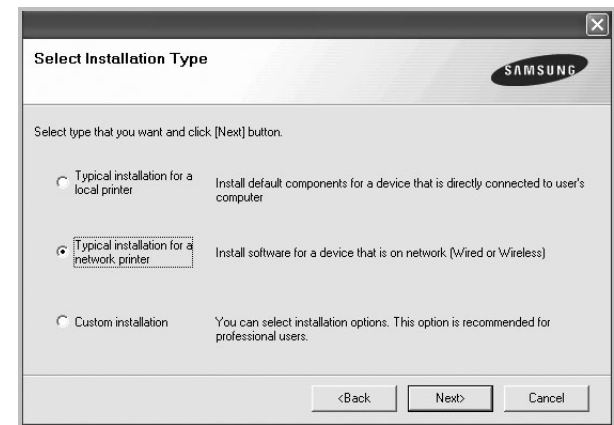 Select Installation Type
SAMSUNG
Select type that you want and click [Next] button.
Typical installation for a
local printer
Install default components for a device that is directly connected to user's
computer
Typical installation for a
network printer
Install software for a device that is on network (Wired or Wireless)
Custom installation
You can select installation options. This option is recommended for
professional users.
<Back
Next>
Cancel